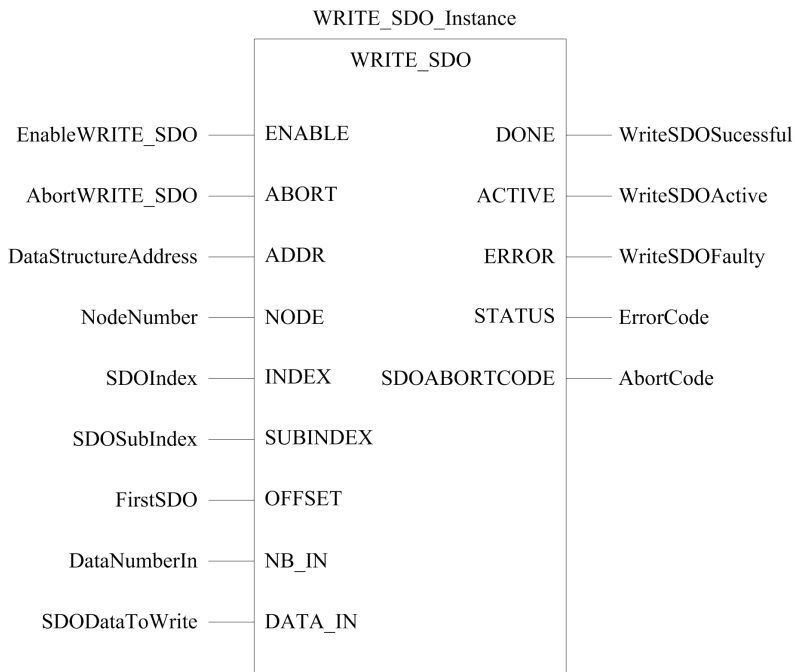 WRITE_SDO_Instance
WRITE_SDO
EnableWRITE_SDO ENABLE DONE WriteSDOSucessful
AbortWRITE_SDO ABORT ACTIVE WriteSDOActive
DataStructureAddress ADDR ERROR WriteSDOFaulty
NodeNumber NODE STATUS ErrorCode
SDOIndex INDEX SDOABORTCODE AbortCode
SDOSubIndex SUBINDEX
FirstSDO OFFSET
DataNumberIn NB_IN
SDODataToWrite DATA_IN